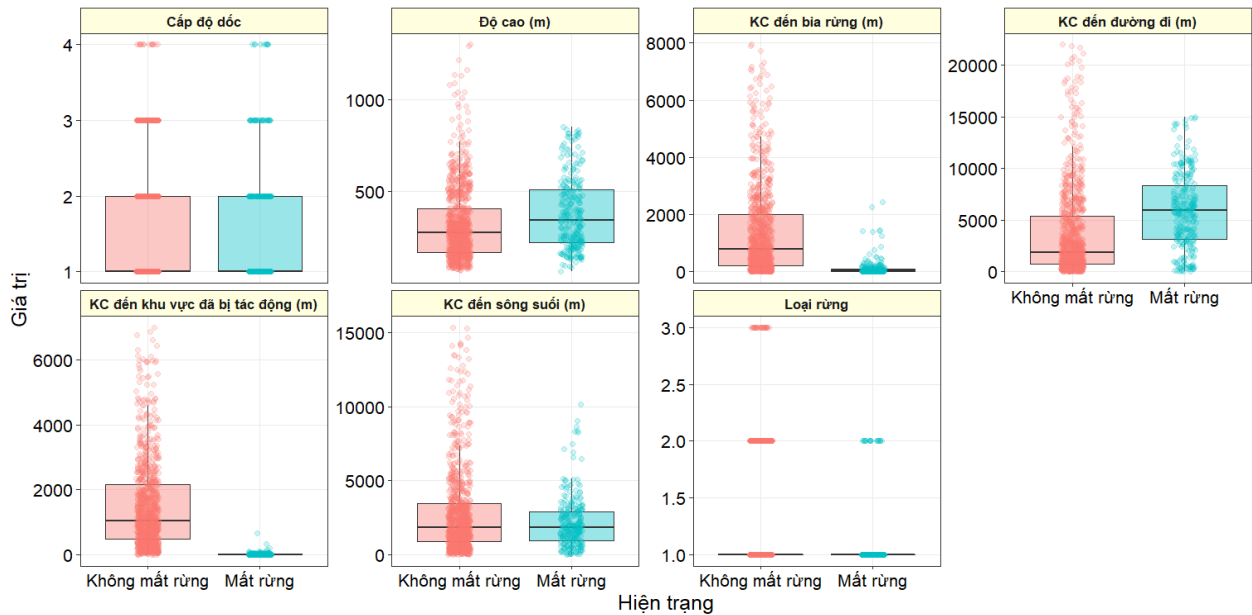 Cấp độ dốc
Độ cao (m)
KC đến bìa rừng (m)
KC đến đường đi (m)
4
3
2
1
1000
500
8000
6000
4000
2000
0
20000
15000
10000
5000
0
Không mất rừng
Mất rừng
KC đến khu vực đã bị tác động (m)
KC đến sông suối (m)
Loại rừng
6000
4000
2000
0
15000
10000
5000
0
3.0
2.5
2.0
1.5
1.0
Không mất rừng
Mất rừng
Không mất rừng
Mất rừng
Không mất rừng
Mất rừng
Giá trị
Hiện trạng